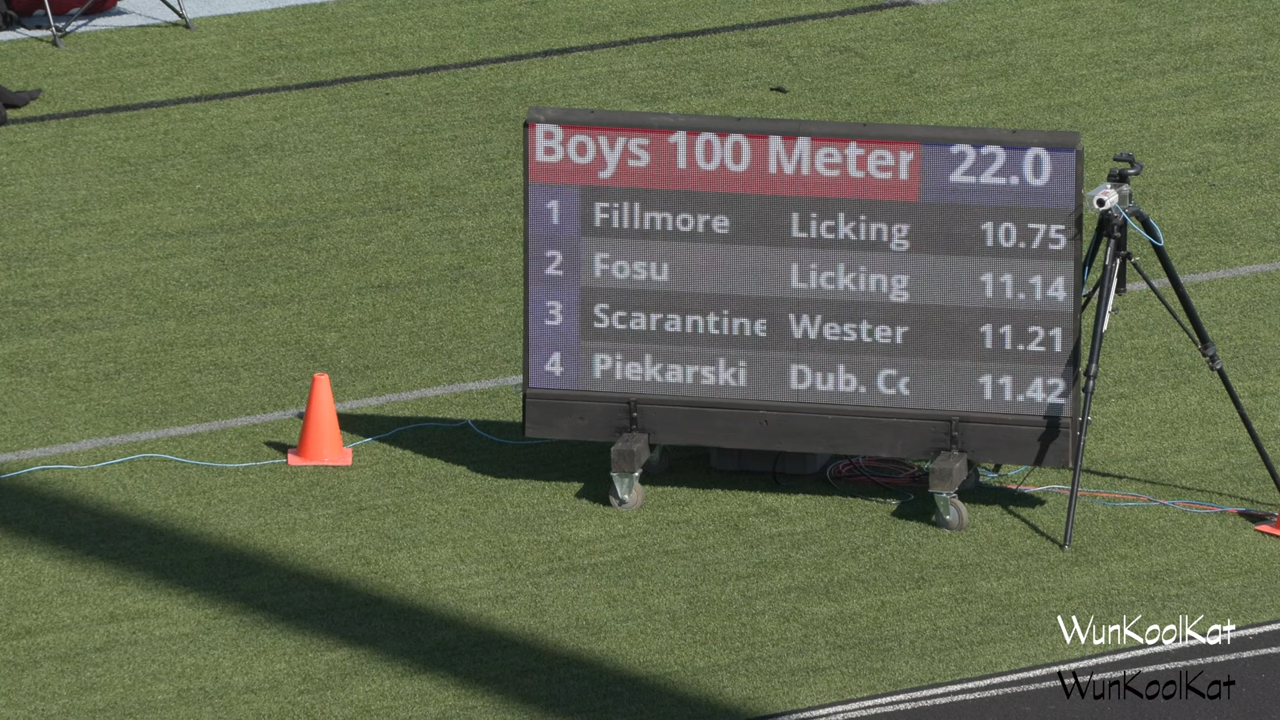 Boys 100 Meter 22.0
1 Fillmore Licking 10.75
2 Fosu Licking 11.14
3 Scarantine Wester 11.21
4 Piekarski Dub. Co 11.42
WunKoolKat
WunKoolKat